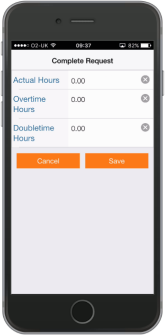 O2-UK 09:37 82%
Complete Request
Actual Hours 0.00
Overtime 0.00
Hours
Doubletime 0.00
Hours
Cancel Save